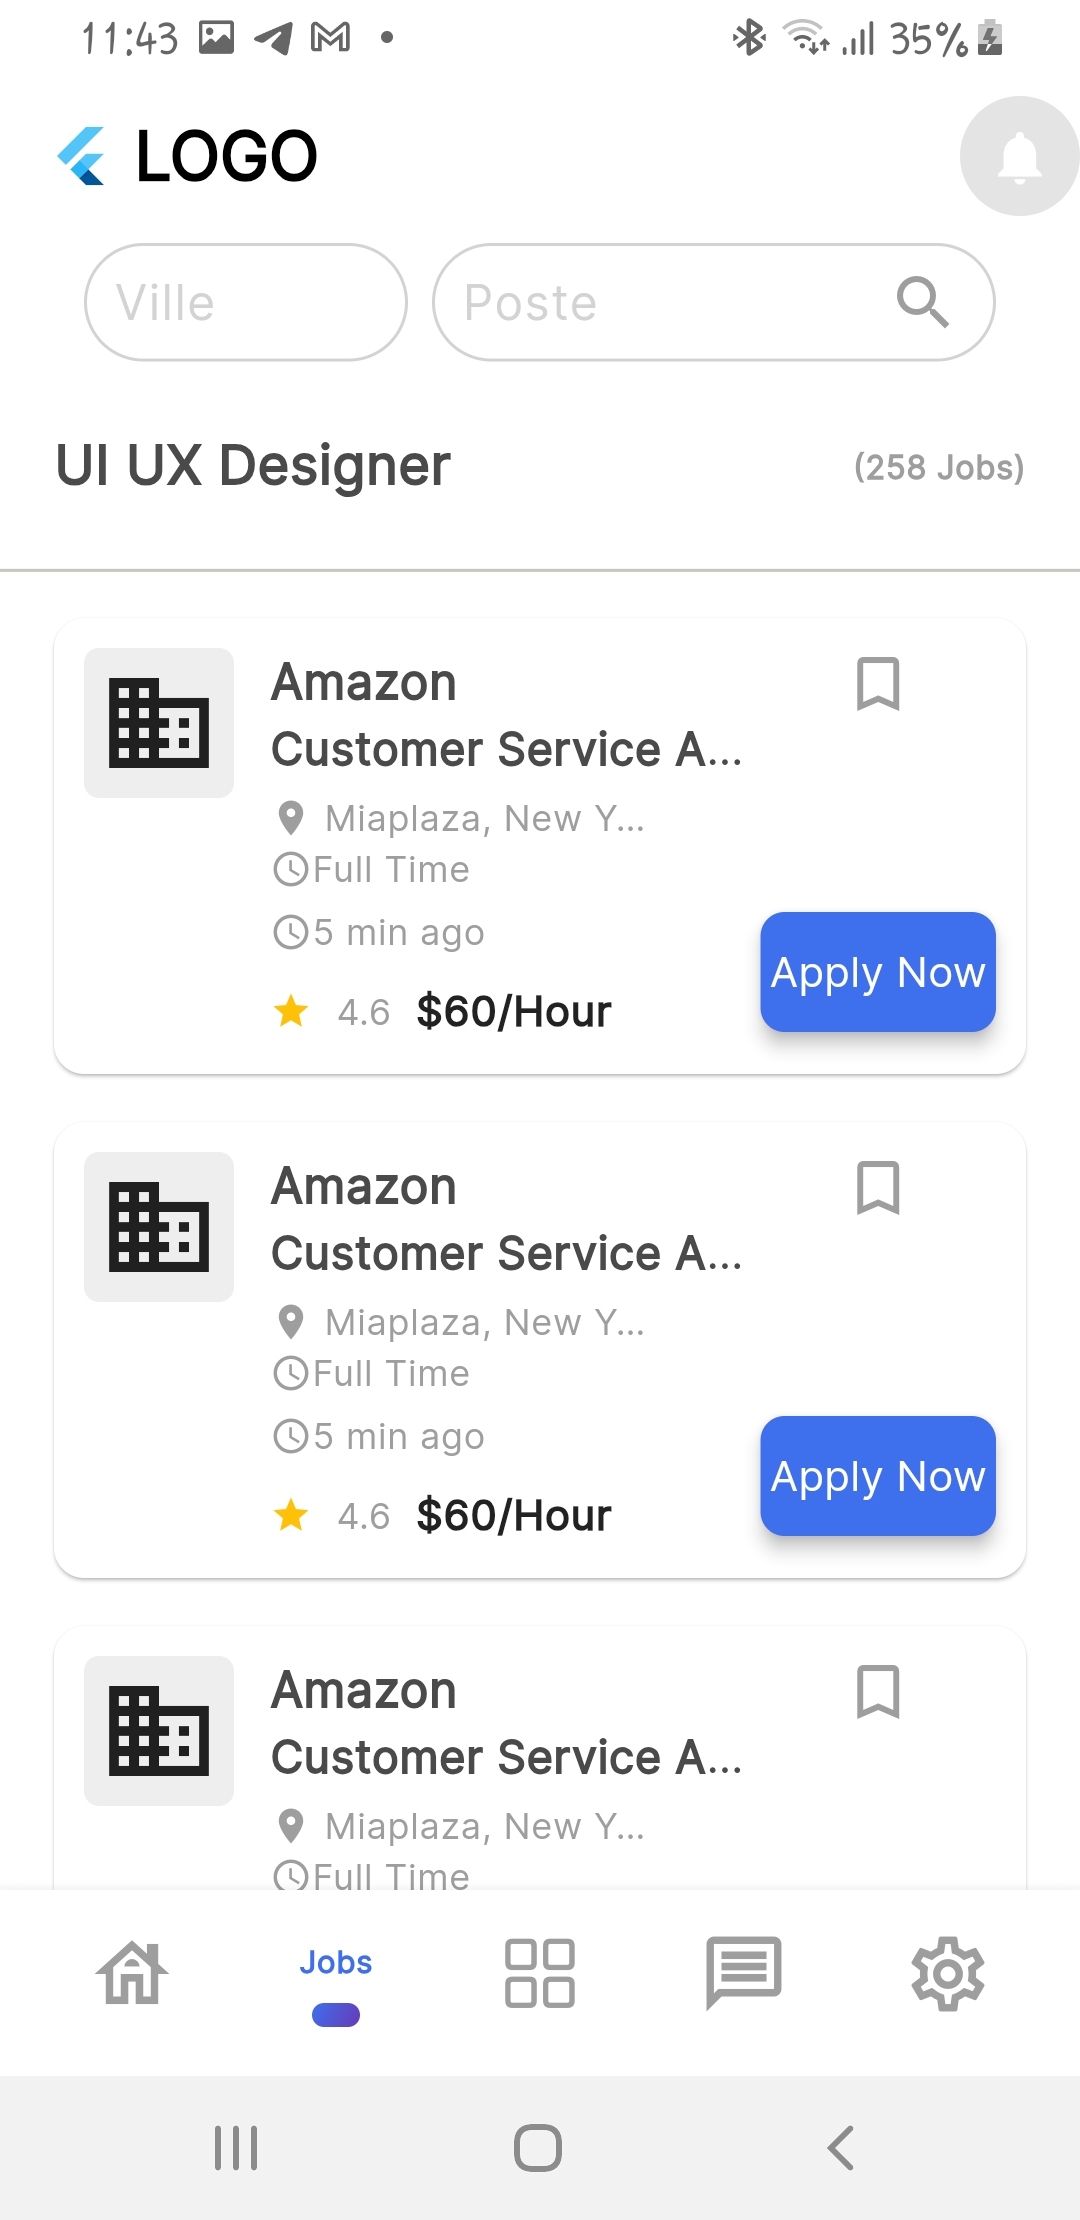 11:43 35%
LOGO
Ville Poste
UI UX Designer (258 Jobs)
Amazon
Customer Service A...
Miaplaza, New Y...
Full Time
5 min ago
Apply Now
4.6 $60/Hour
Amazon
Customer Service A...
Miaplaza, New Y...
Full Time
5 min ago
Apply Now
4.6 $60/Hour
Amazon
Customer Service A...
Miaplaza, New Y...
Full Time
Jobs